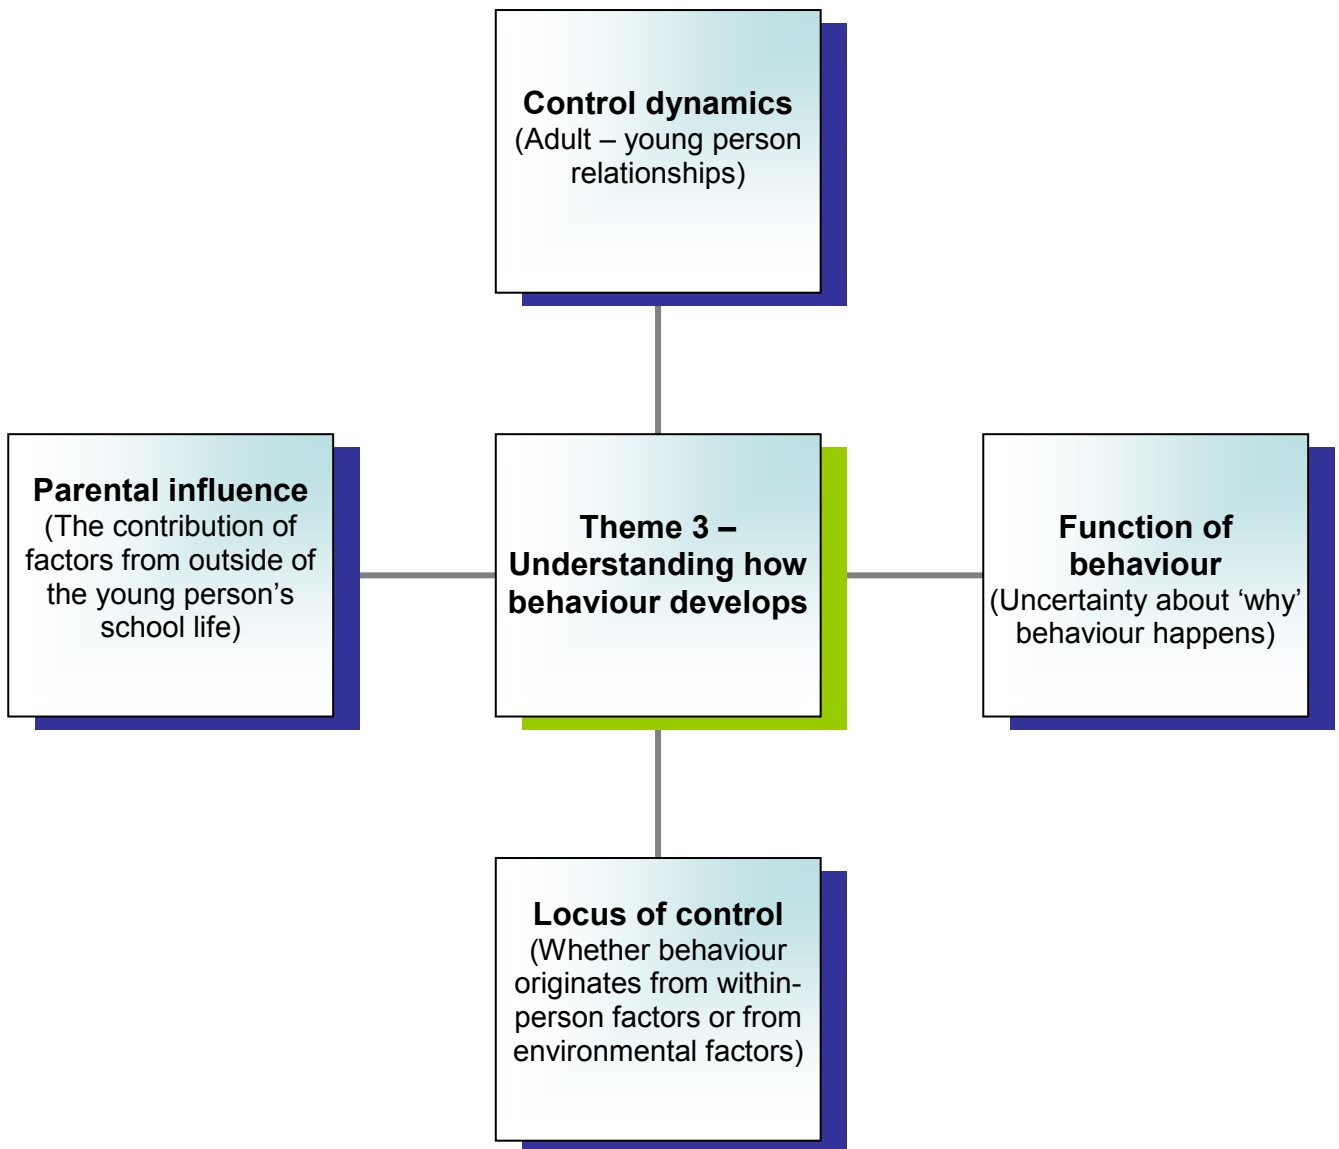 Control dynamics
(Adult – young person
relationships)
Parental influence
(The contribution of
factors from outside of
the young person’s
school life)
Theme 3 –
Understanding how
behaviour develops
Function of
behaviour
(Uncertainty about ‘why’
behaviour happens)
Locus of control
(Whether behaviour
originates from within-
person factors or from
environmental factors)